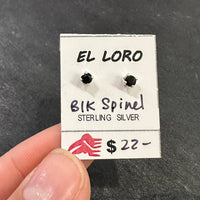 EL LORO
Blk Spinel
STERLING SILVER
$22-